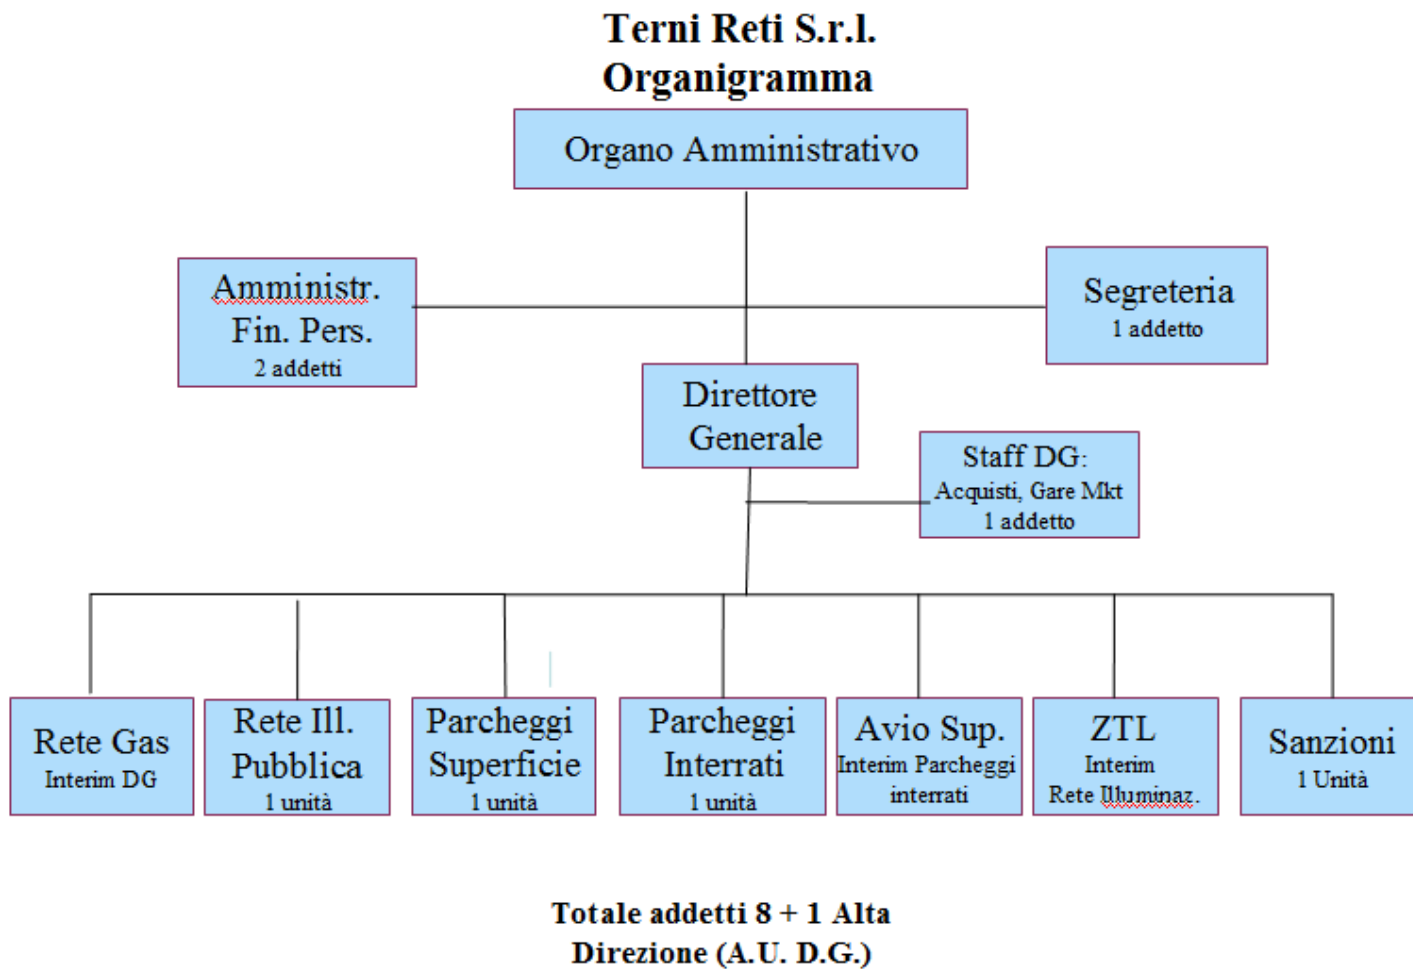 Terni Reti S.r.l.
Organigramma
Organo Amministrativo
Amministr.
Fin. Pers.
2 addetti
Segreteria
1 addetto
Direttore
Generale
Staff DG:
Acquisti, Gare Mkt
1 addetto
Rete Gas
Interim DG
Rete Ill.
Pubblica
1 unità
Parcheggi
Superficie
1 unità
Parcheggi
Interrati
1 unità
Avio Sup.
Interim Parcheggi
interrati
ZTL
Interim
Rete Illuminaz.
Sanzioni
1 Unità
Totale addetti 8 + 1 Alta
Direzione (A.U. D.G.)